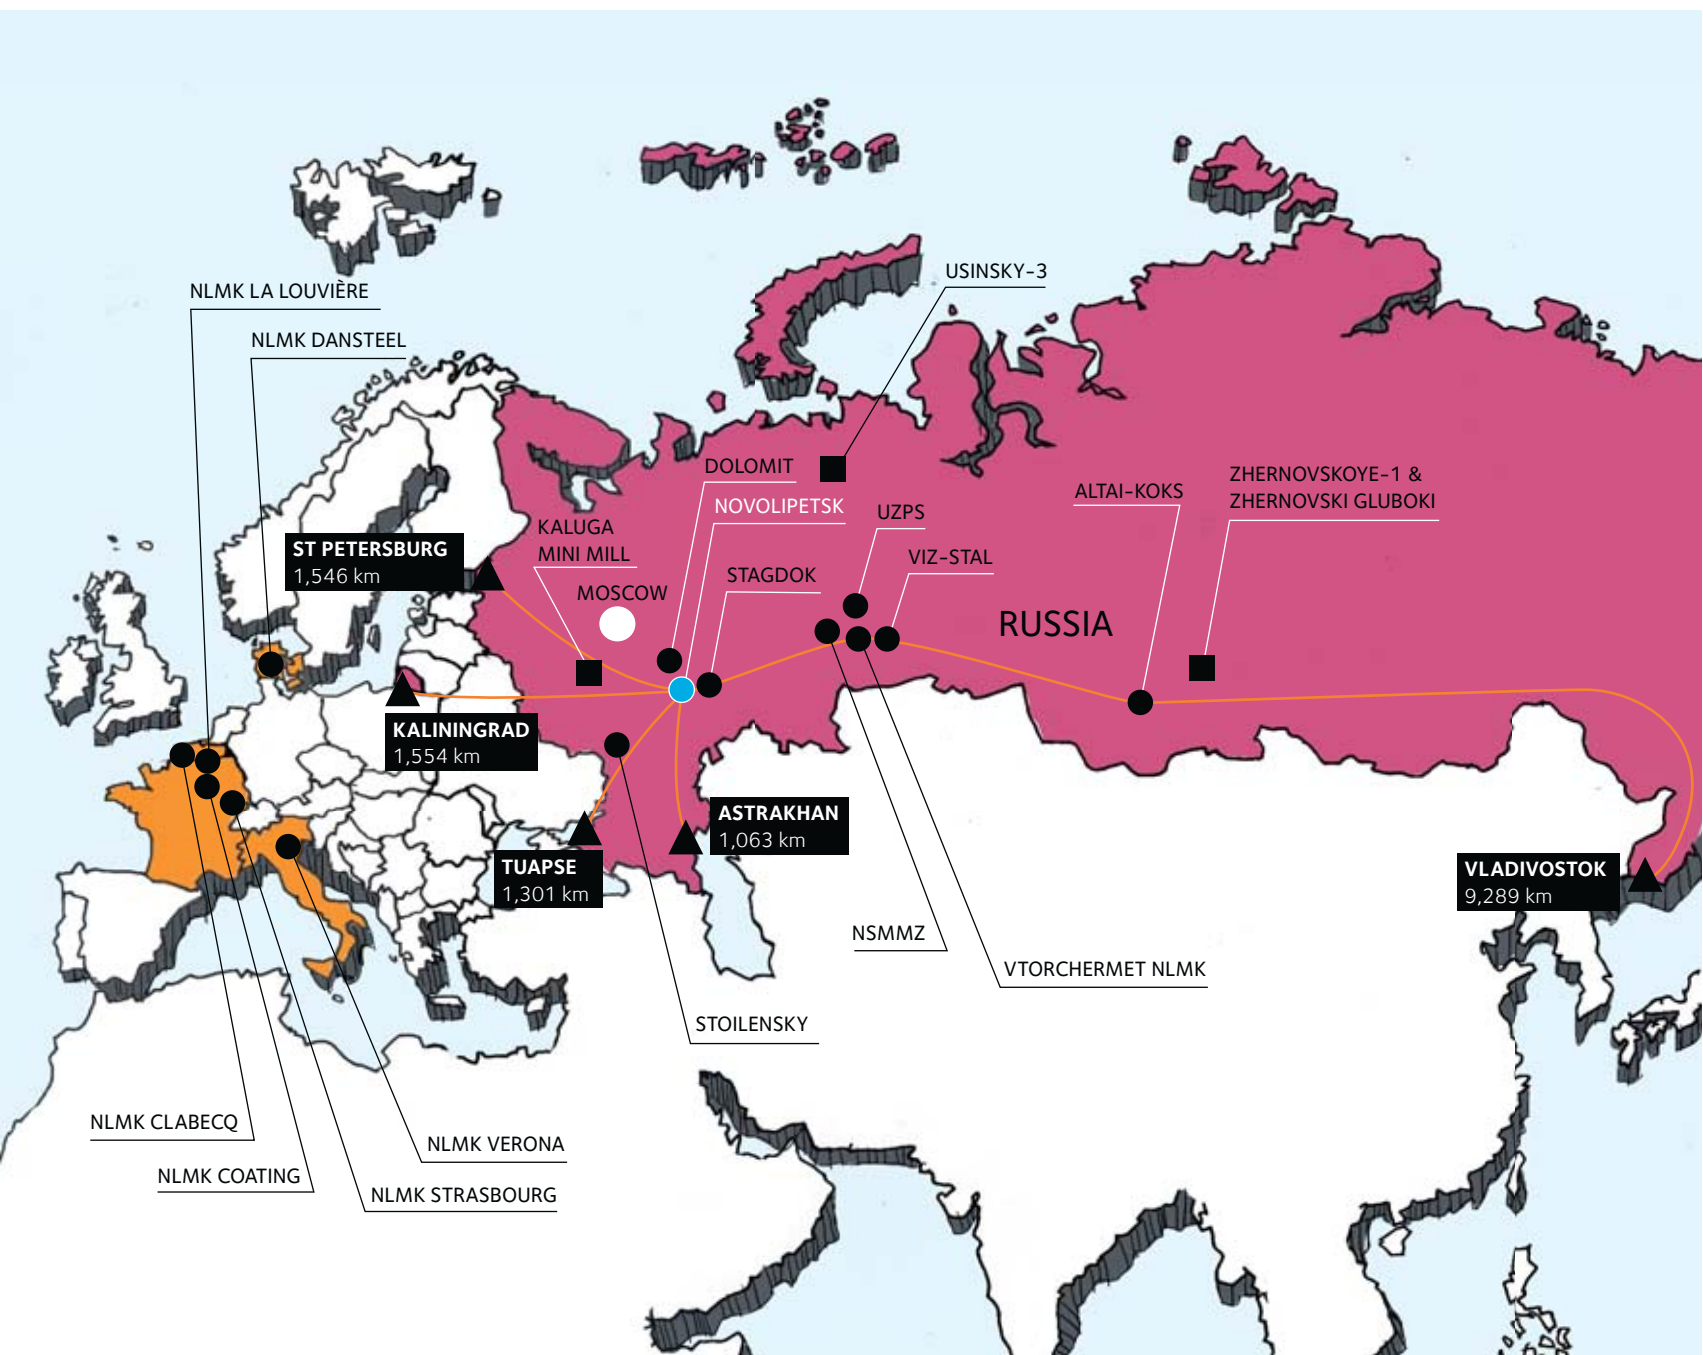 USINSKY-3
NLMK LA LOUVIÈRE
NLMK DANSTEEL
DOLOMIT
NOVOLIPETSK
KALUGA
MINI MILL
MOSCOW
STAGDOK
UZPS
VIZ-STAL
ALTAI-KOKS
ZHERNOVSKOYE-1 &
ZHERNOVSKI GLUBOKI
ST PETERSBURG
1,546 km
RUSSIA
KALININGRAD
1,554 km
ASTRAKHAN
1,063 km
TUAPSE
1,301 km
VLADIVOSTOK
9,289 km
NSMMZ
VTORCHERMET NLMK
STOILENSKY
NLMK CLABECQ
NLMK VERONA
NLMK COATING
NLMK STRASBOURG